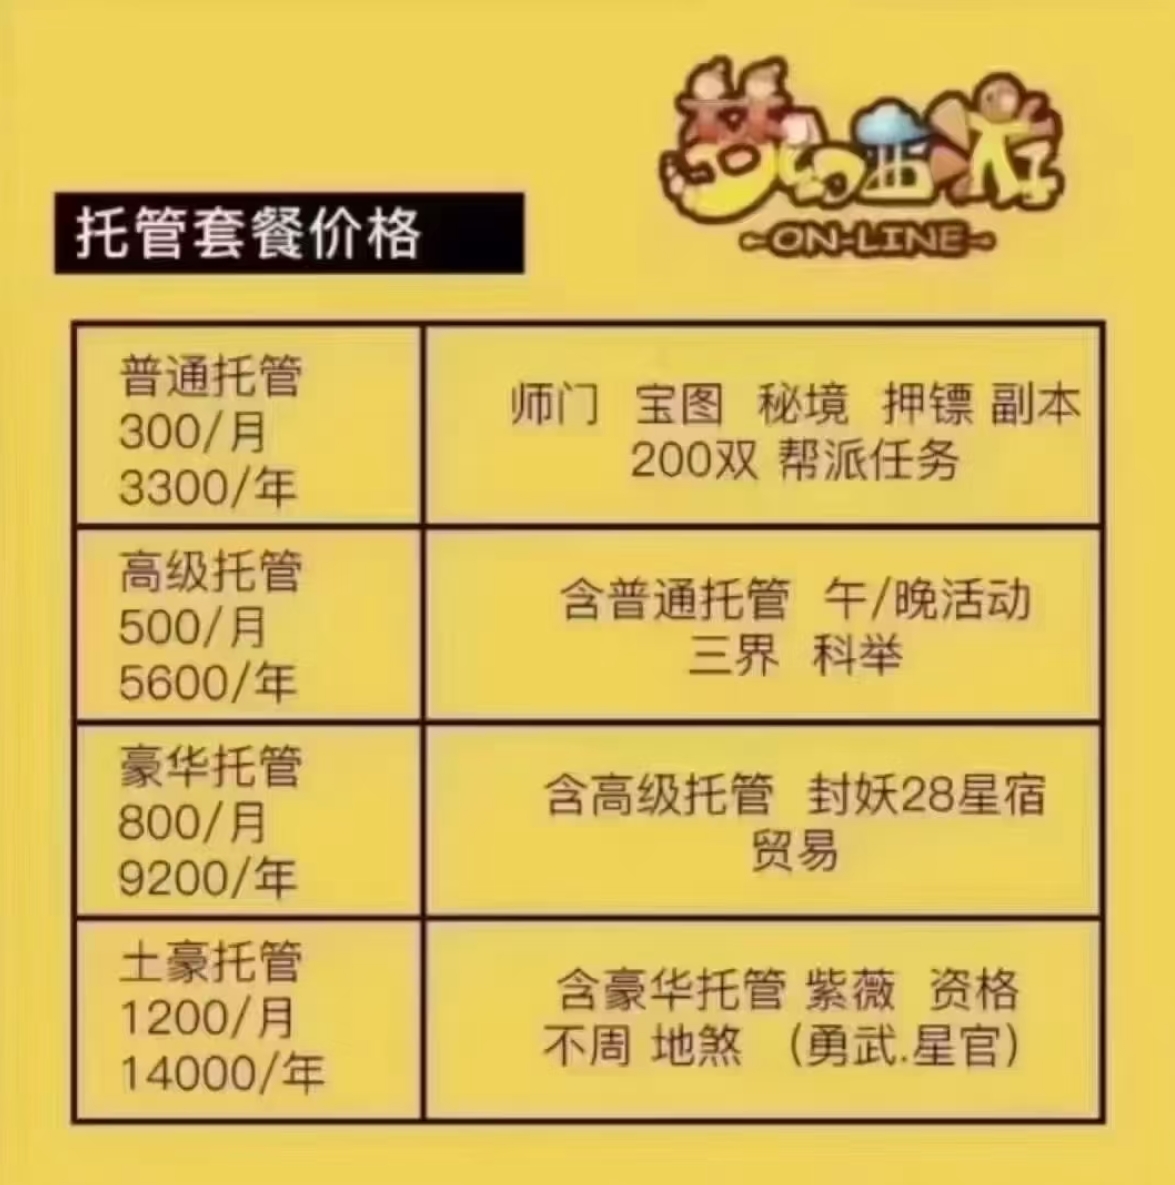 梦幻西游
ON-LINE
托管套餐价格
普通托管
300/月
3300/年
师门 宝图 秘境 押镖 副本
200双 帮派任务
高级托管
500/月
5600/年
含普通托管 午/晚活动
三界 科举
豪华托管
800/月
9200/年
含高级托管 封妖28星宿
贸易
土豪托管
1200/月
14000/年
含豪华托管 紫薇 资格
不周 地煞 （勇武.星官）